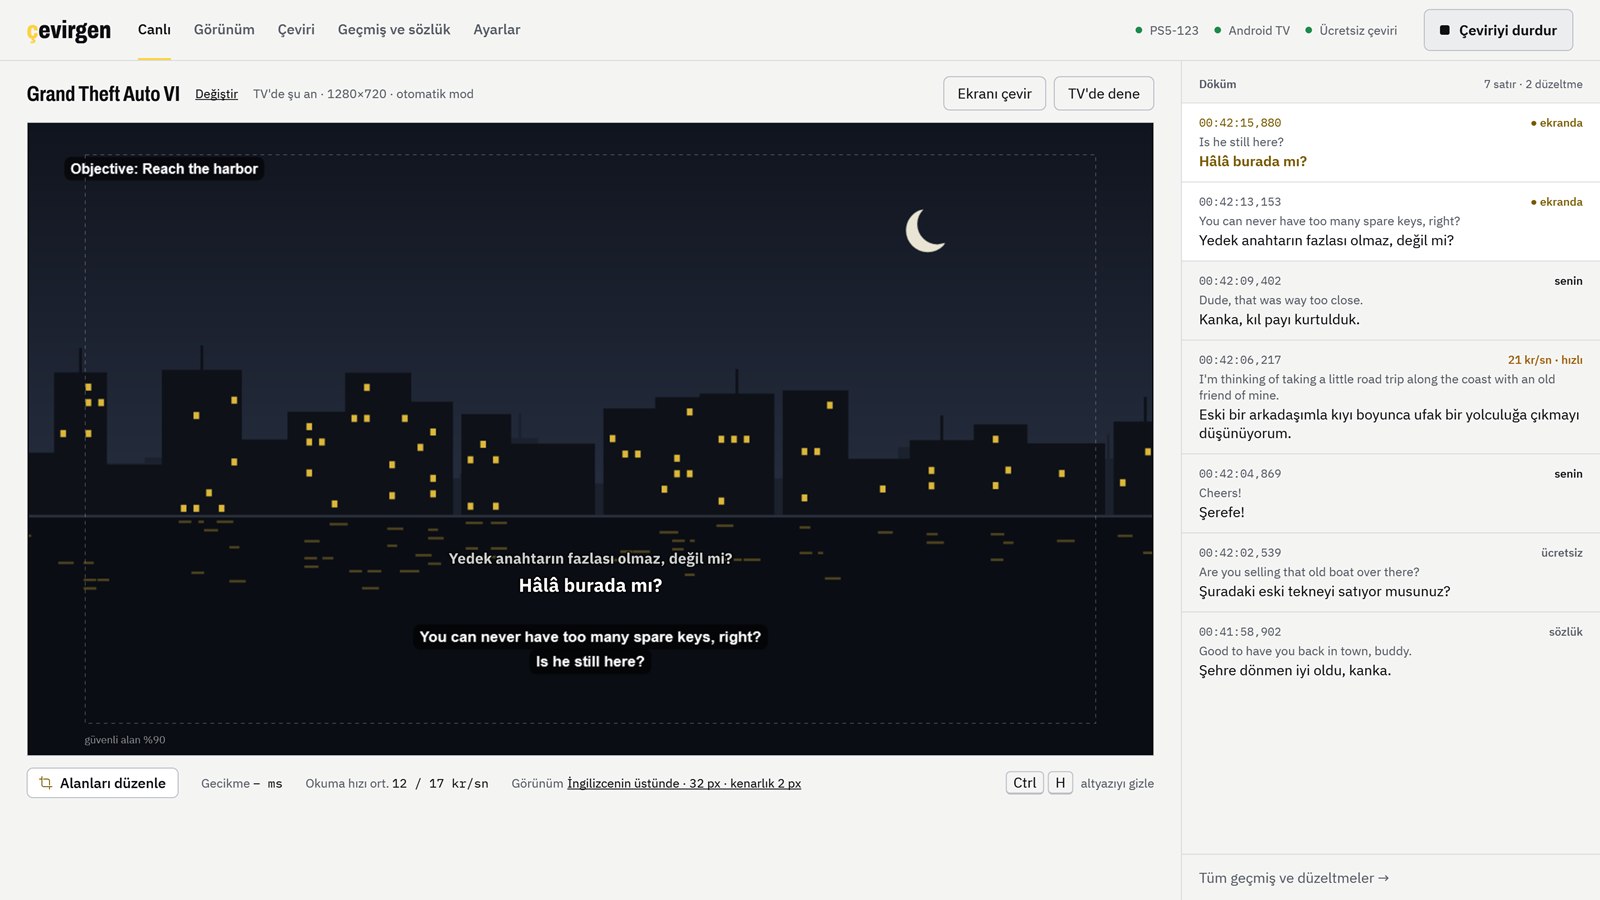 çevirgen
Canlı
Görünüm
Çeviri
Geçmiş ve sözlük
Ayarlar
PS5-123
Android TV
Ücretsiz çeviri
Çeviriyi durdur
Grand Theft Auto VI
Değiştir
TV'de şu an · 1280×720 · otomatik mod
Ekranı çevir
TV'de dene
Objective: Reach the harbor
Yedek anahtarın fazlası olmaz, değil mi?
Hâlâ burada mı?
You can never have too many spare keys, right?
Is he still here?
güvenli alan %90
Alanları düzenle
Gecikme – ms
Okuma hızı ort. 12 / 17 kr/sn
Görünüm İngilizcenin üstünde · 32 px · kenarlık 2 px
Ctrl H altyazıyı gizle
Döküm
7 satır · 2 düzeltme
00:42:15,880
● ekranda
Is he still here?
Hâlâ burada mı?
00:42:13,153
● ekranda
You can never have too many spare keys, right?
Yedek anahtarın fazlası olmaz, değil mi?
00:42:09,402
senin
Dude, that was way too close.
Kanka, kıl payı kurtulduk.
00:42:06,217
21 kr/sn · hızlı
I'm thinking of taking a little road trip along the coast with an old
friend of mine.
Eski bir arkadaşımla kıyı boyunca ufak bir yolculuğa çıkmayı
düşünüyorum.
00:42:04,869
senin
Cheers!
Şerefe!
00:42:02,539
ücretsiz
Are you selling that old boat over there?
Şuradaki eski tekneyi satıyor musunuz?
00:41:58,902
sözlük
Good to have you back in town, buddy.
Şehre dönmen iyi oldu, kanka.
Tüm geçmiş ve düzeltmeler →